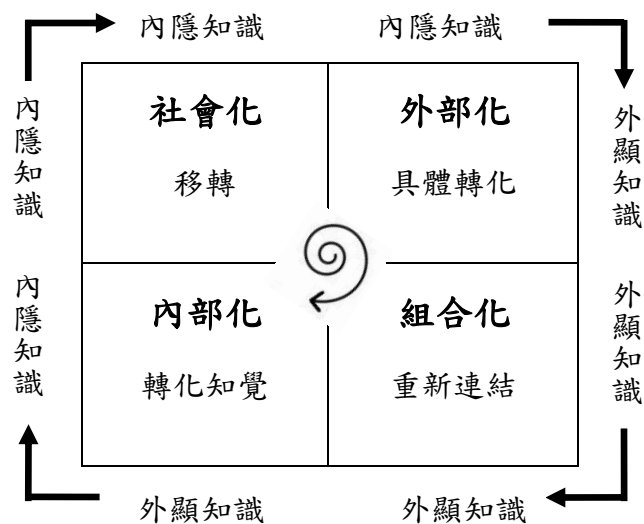 內隱知識
內隱知識
內隱知識
社會化
移轉
外部化
具體轉化
外顯知識
內隱知識
內部化
轉化知覺
組合化
重新連結
外顯知識
外顯知識
外顯知識